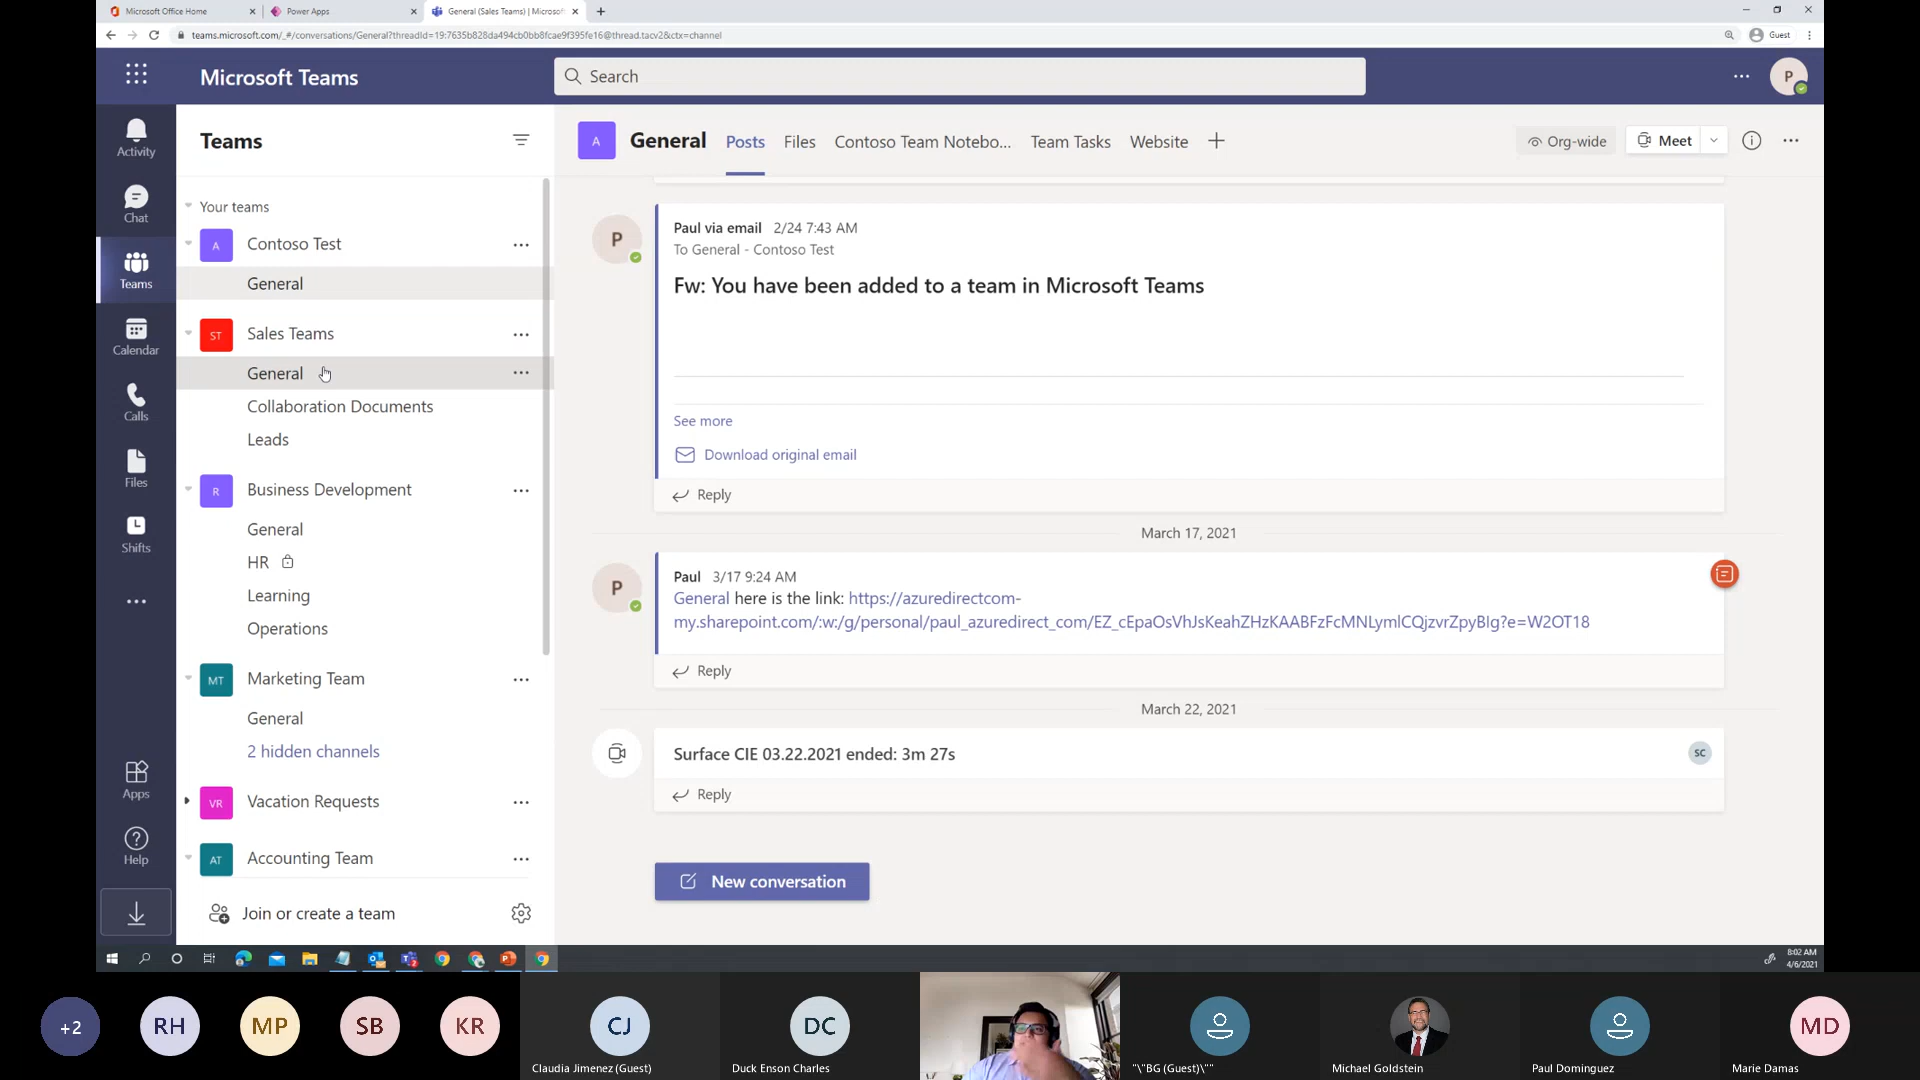 Microsoft Office Home
Power Apps
General (Sales Teams) | Microsof
teams.microsoft.com/_#/conversations/General?threadId=19:7635b828da494cb0bb8fcae9f395fe16@thread.tacv2&ctx=channel
Guest
Microsoft Teams
Search
P
Activity
Chat
Teams
Calendar
Calls
Files
Shifts
Apps
Help
Teams
Your teams
A Contoso Test
General
ST Sales Teams
General
Collaboration Documents
Leads
R Business Development
General
HR
Learning
Operations
MT Marketing Team
General
2 hidden channels
VR Vacation Requests
AT Accounting Team
Join or create a team
A General Posts Files Contoso Team Notebo... Team Tasks Website
Org-wide
Meet
P
Paul via email 2/24 7:43 AM
To General - Contoso Test
Fw: You have been added to a team in Microsoft Teams
See more
Download original email
Reply
March 17, 2021
P
Paul 3/17 9:24 AM
General here is the link: https://azuredirectcom-
my.sharepoint.com/:w:/g/personal/paul_azuredirect_com/EZ_cEpaOsVhJsKeahZHzKAABFzFcMNLymlCQjzvrZpyBIg?e=W2OT18
Reply
March 22, 2021
Surface CIE 03.22.2021 ended: 3m 27s
SC
Reply
New conversation
8:02 AM
4/6/2021
+2
RH
MP
SB
KR
CJ
Claudia Jimenez (Guest)
DC
Duck Enson Charles
"\"BG (Guest)\""
Michael Goldstein
Paul Dominguez
MD
Marie Damas